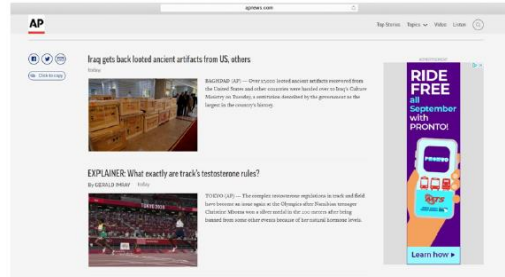 apnews.com
AP
Top Stories Topics Video Listen
Click to copy
Iraq gets back looted ancient artifacts from US, others
today
BAGHDAD (AP) — Over 17,000 looted ancient artifacts recovered from
the United States and other countries were handed over to Iraq's Culture
Ministry on Tuesday, a restitution described by the government as the
largest in the country's history.
EXPLAINER: What exactly are track's testosterone rules?
By GERALD IMRAY today
TOKYO (AP) — The complex testosterone regulations in track and field
have become an issue again at the Olympics after Namibian teenager
Christine Mboma won a silver medal in the 200 meters after being
banned from some other events because of her natural hormone levels.
TOKYO 2020
RIDE
FREE
all
September
with
PRONTO!
PRONTO
Learn how